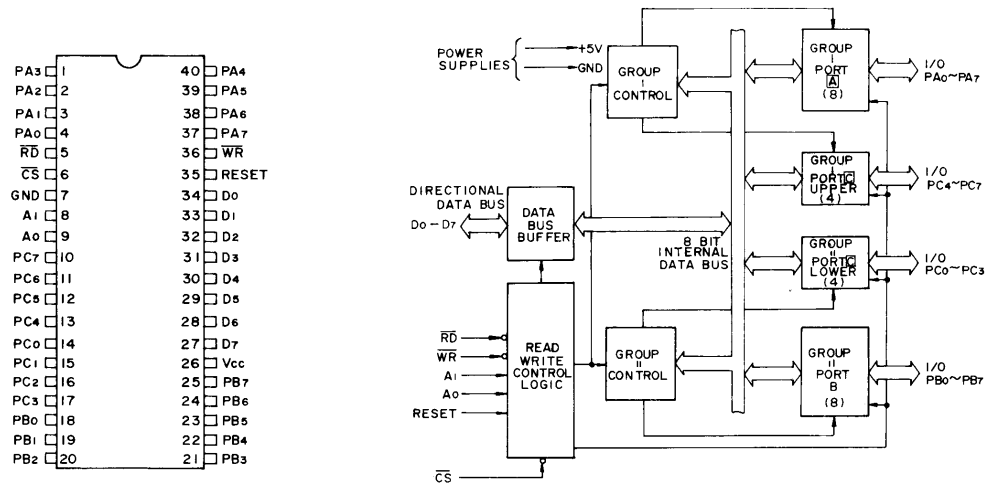 PA3 1 40 PA4
PA2 2 39 PA5
PA1 3 38 PA6
PA0 4 37 PA7
RD 5 36 WR
CS 6 35 RESET
GND 7 34 D0
A1 8 33 D1
A0 9 32 D2
PC7 10 31 D3
PC6 11 30 D4
PC5 12 29 D5
PC4 13 28 D6
PC0 14 27 D7
PC1 15 26 Vcc
PC2 16 25 PB7
PC3 17 24 PB6
PB0 18 23 PB5
PB1 19 22 PB4
PB2 20 21 PB3
POWER
SUPPLIES
+5V
GND
GROUP
I
CONTROL
GROUP
I
PORT
A
(8)
I/O
PA0~PA7
GROUP
I
PORT C
UPPER
(4)
I/O
PC4~PC7
DIRECTIONAL
DATA BUS
D0-D7
DATA
BUS
BUFFER
8 BIT
INTERNAL
DATA BUS
GROUP
II
PORT C
LOWER
(4)
I/O
PC0~PC3
RD
WR
A1
A0
RESET
CS
READ
WRITE
CONTROL
LOGIC
GROUP
II
CONTROL
GROUP
II
PORT
B
(8)
I/O
PB0~PB7